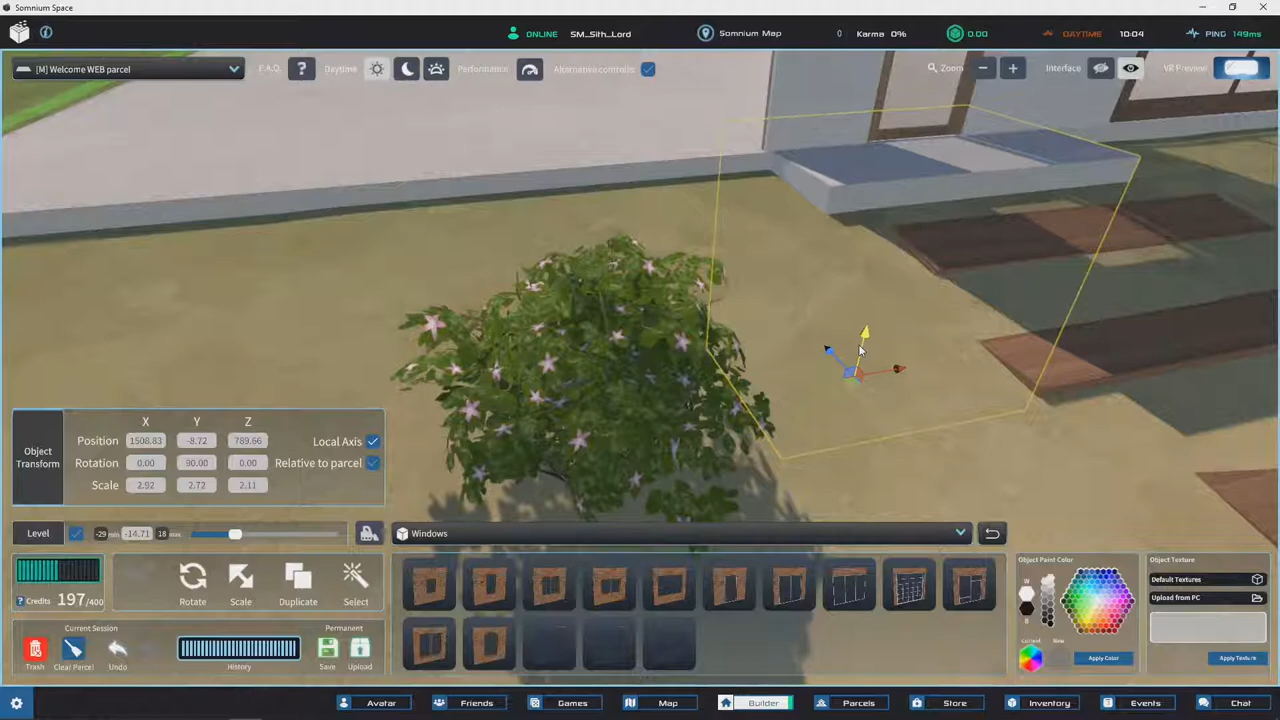 Somnium Space
ONLINE SM_Sith_Lord Somnium Map 0 Karma 0% 0.00 DAYTIME 10:04 PING 149ms
[M] Welcome WEB parcel F.A.Q. ? Daytime Performance Alternative controls Zoom Interface VR Preview
Object Transform
X Y Z
Position 1508.83 -8.72 789.66 Local Axis
Rotation 0.00 90.00 0.00 Relative to parcel
Scale 2.92 2.72 2.11
Level -29 min -14.71 18 max
Windows
? Credits 197/400
Rotate Scale Duplicate Select
Current Session Permanent
Trash Clear Parcel Undo History Save Upload
Object Paint Color
W
B
Current New
Apply Color
Object Texture
Default Textures
Upload from PC
Apply Texture
Avatar Friends Games Map Builder Parcels Store Inventory Events Chat